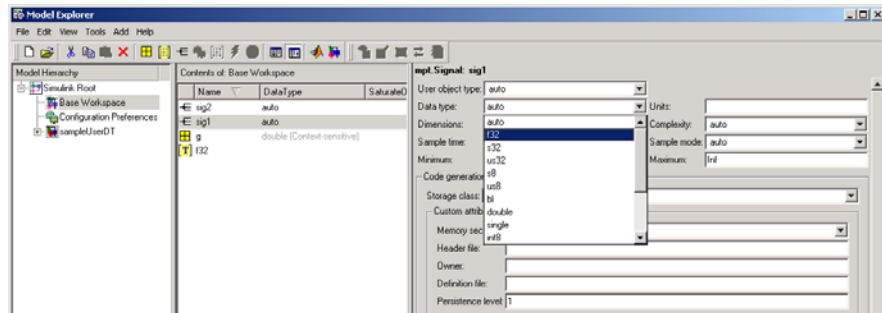 Model Explorer
File Edit View Tools Add Help
Model Hierarchy
Simulink Root
Base Workspace
Configuration Preferences
sampleUserDT
Contents of: Base Workspace
Name DataType SaturateO
sig2 auto
sig1 auto
g double (Context-sensitive)
[T] f32
mpt.Signal: sig1
User object type: auto
Data type: auto Units:
Dimensions: Complexity: auto
Sample time: Sample mode: auto
Minimum: Maximum: Inf
auto
f32
s32
us32
s8
us8
bl
double
single
int8
Code generation
Storage class:
Custom attrib
Memory sec
Header file:
Owner:
Definition file:
Persistence level: 1